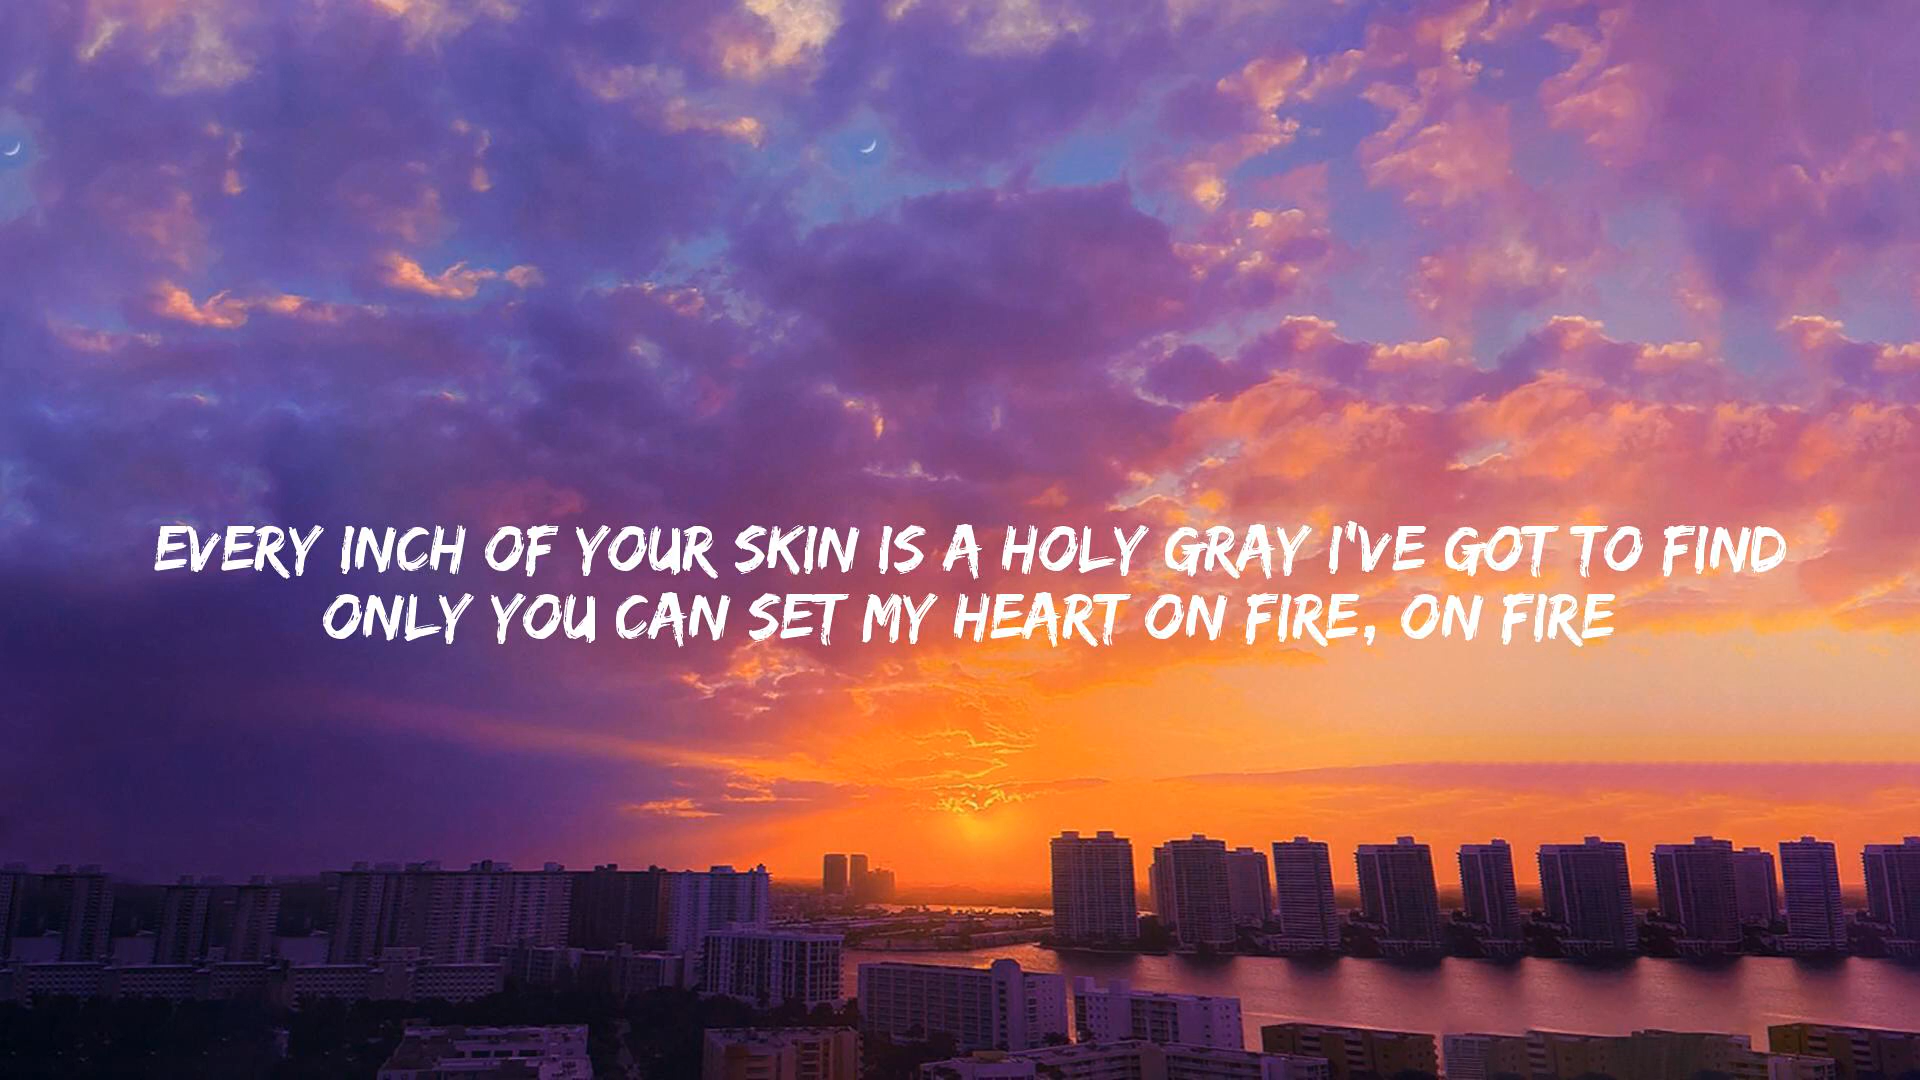 EVERY INCH OF YOUR SKIN IS A HOLY GRAY I'VE GOT TO FIND
ONLY YOU CAN SET MY HEART ON FIRE, ON FIRE